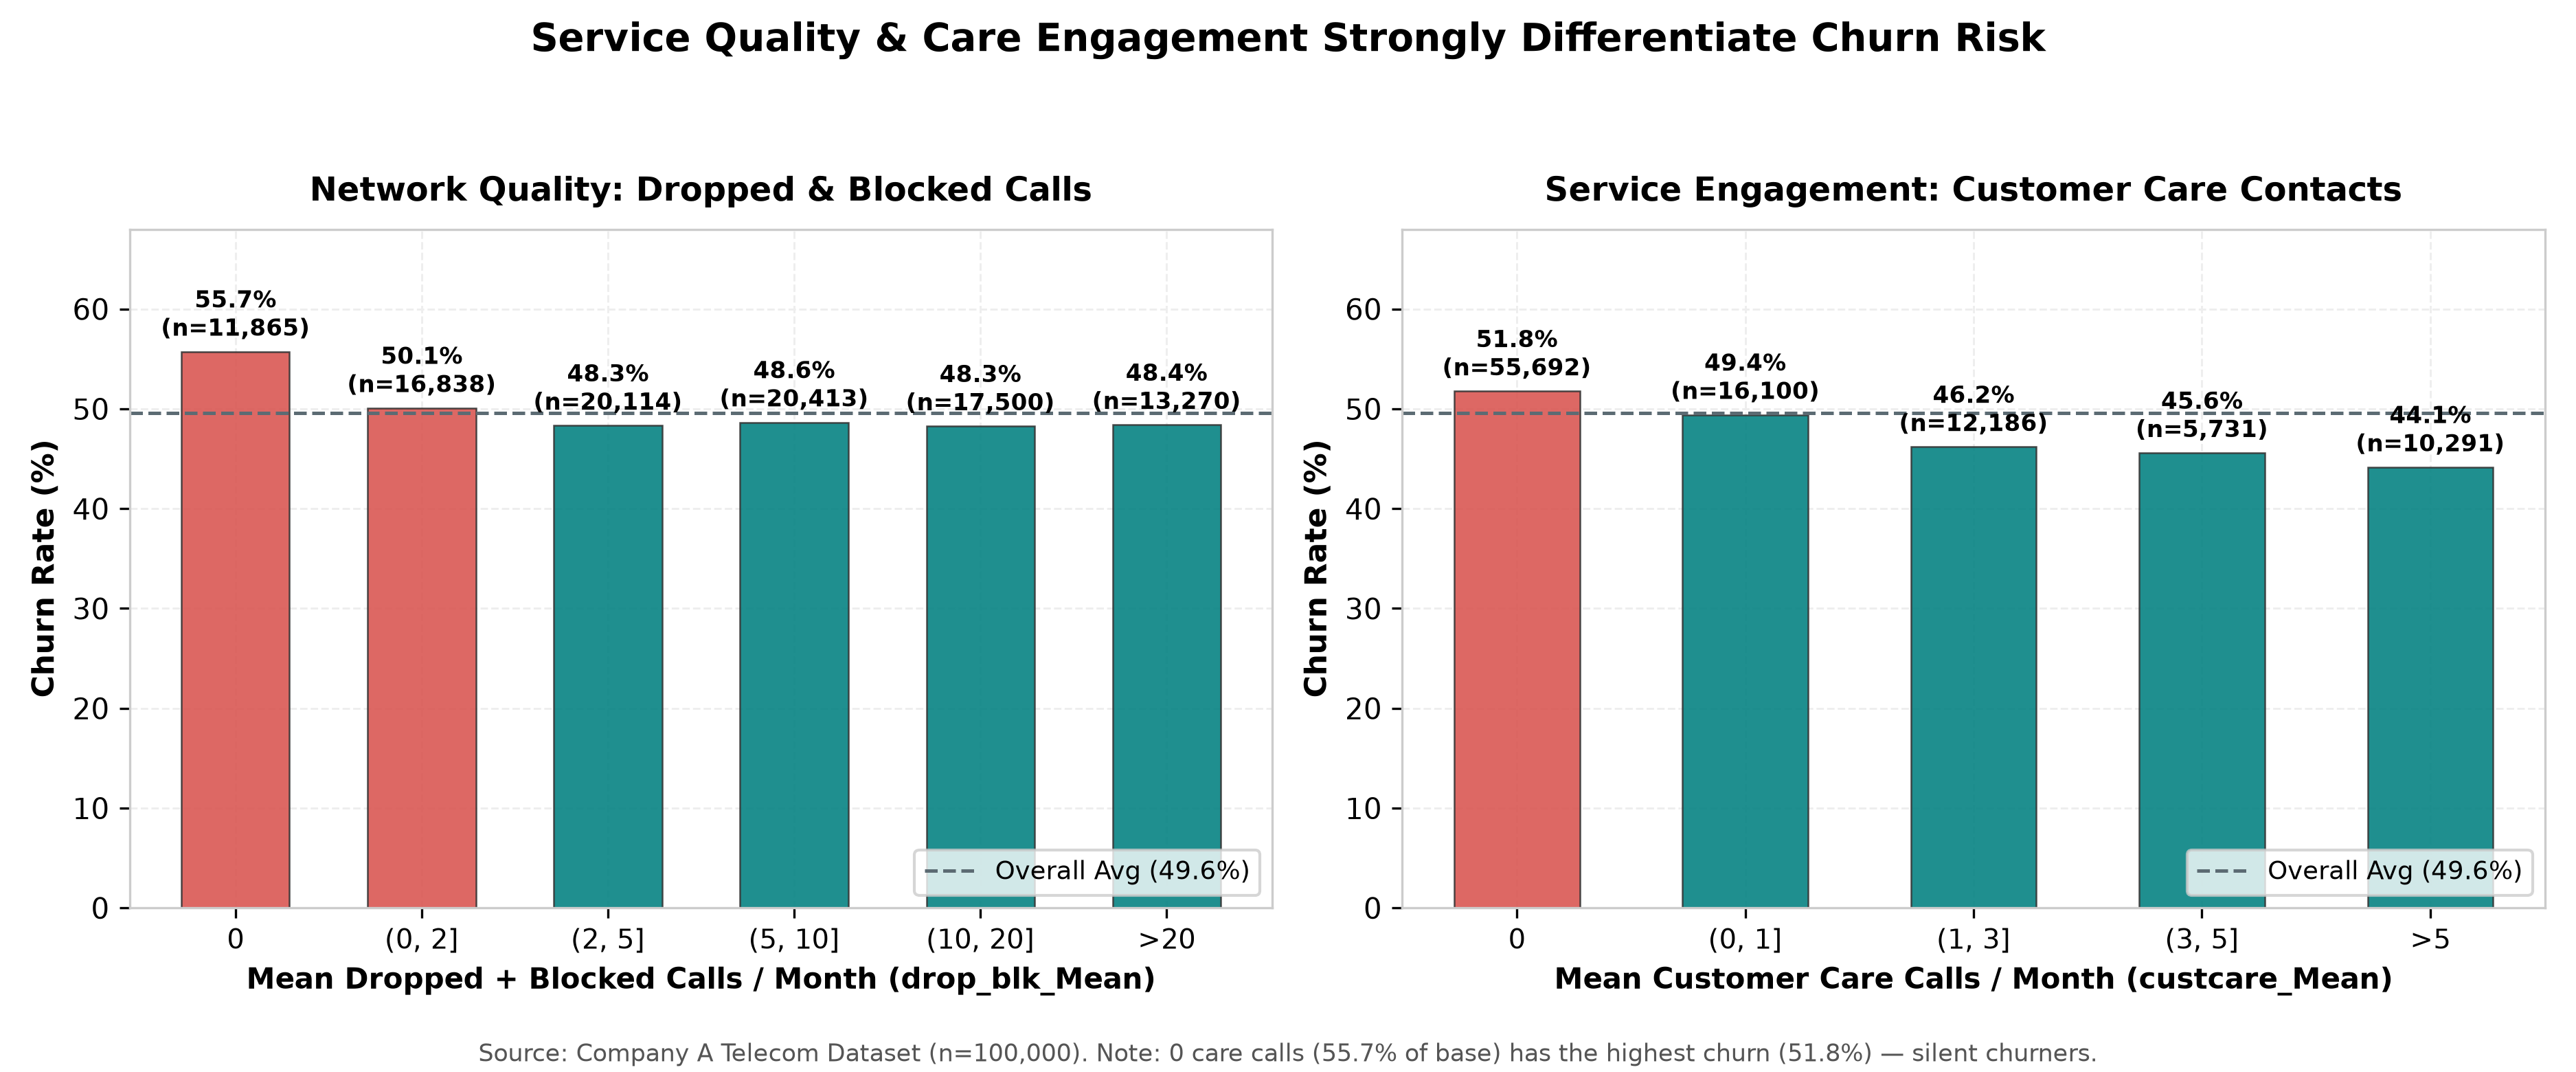 Service Quality & Care Engagement Strongly Differentiate Churn Risk
Network Quality: Dropped & Blocked Calls
Churn Rate (%)
60
50
40
30
20
10
0
55.7%
(n=11,865)
50.1%
(n=16,838)
48.3%
(n=20,114)
48.6%
(n=20,413)
48.3%
(n=17,500)
48.4%
(n=13,270)
Overall Avg (49.6%)
0
(0, 2]
(2, 5]
(5, 10]
(10, 20]
>20
Mean Dropped + Blocked Calls / Month (drop_blk_Mean)
Service Engagement: Customer Care Contacts
Churn Rate (%)
60
50
40
30
20
10
0
51.8%
(n=55,692)
49.4%
(n=16,100)
46.2%
(n=12,186)
45.6%
(n=5,731)
44.1%
(n=10,291)
Overall Avg (49.6%)
0
(0, 1]
(1, 3]
(3, 5]
>5
Mean Customer Care Calls / Month (custcare_Mean)
Source: Company A Telecom Dataset (n=100,000). Note: 0 care calls (55.7% of base) has the highest churn (51.8%) — silent churners.